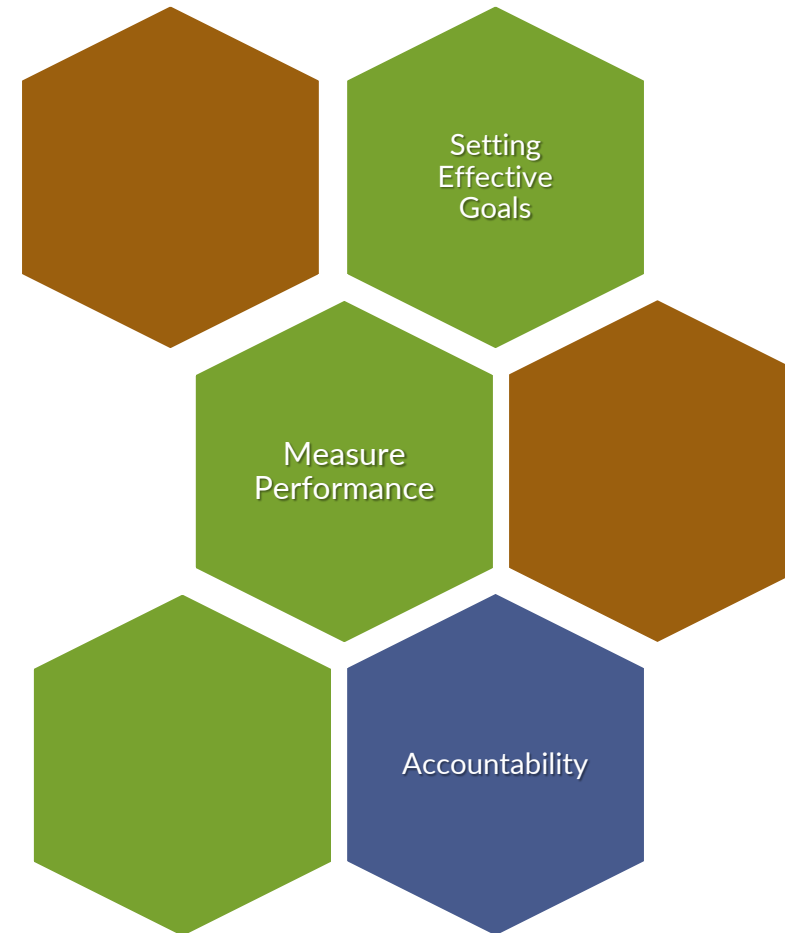 Setting
Effective
Goals
Measure
Performance
Accountability